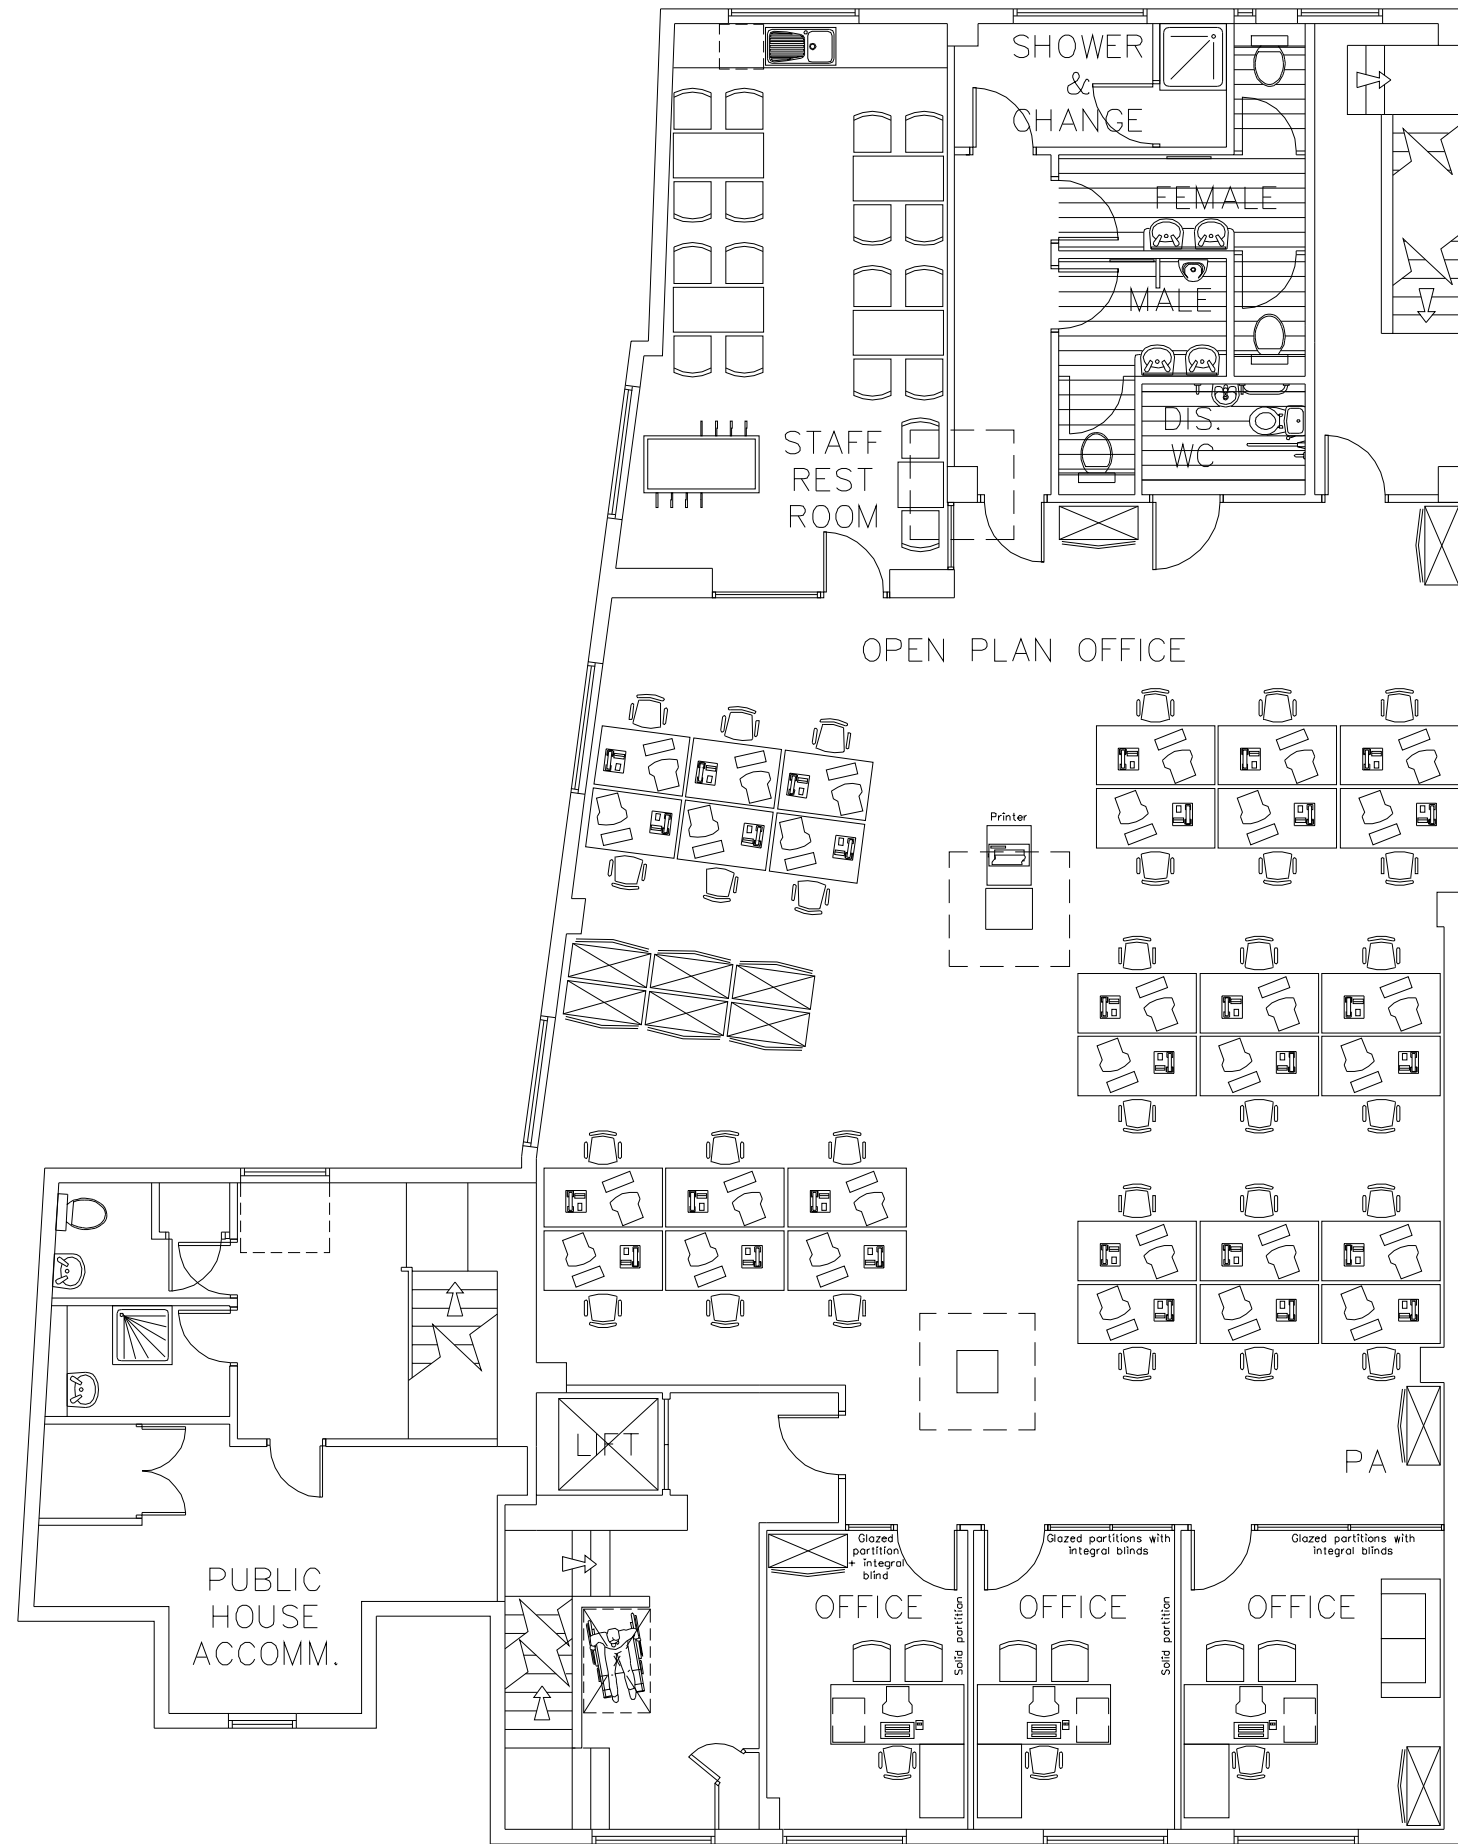 SHOWER
&
CHANGE
FEMALE
MALE
DIS.
WC
STAFF
REST
ROOM
OPEN PLAN OFFICE
Printer
LIFT
PA
PUBLIC
HOUSE
ACCOMM.
Glazed
partition
+ integral
blind
OFFICE
Solid partition
Glazed partitions with
integral blinds
OFFICE
Solid partition
Glazed partitions with
integral blinds
OFFICE